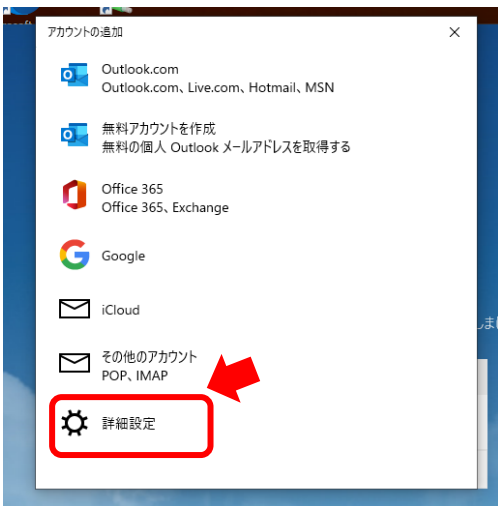 アカウントの追加
Outlook.com
Outlook.com、Live.com、Hotmail、MSN
無料アカウントを作成
無料の個人 Outlook メールアドレスを取得する
Office 365
Office 365、Exchange
Google
iCloud
その他のアカウント
POP、IMAP
詳細設定